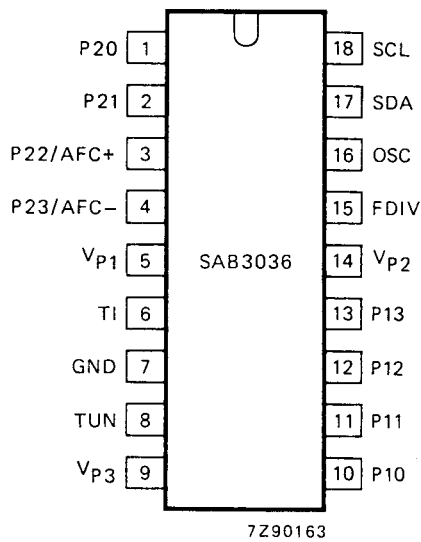 P20 1 18 SCL
P21 2 17 SDA
P22/AFC+ 3 16 OSC
P23/AFC− 4 15 FDIV
VP1 5 SAB3036 14 VP2
TI 6 13 P13
GND 7 12 P12
TUN 8 11 P11
VP3 9 10 P10
7Z90163